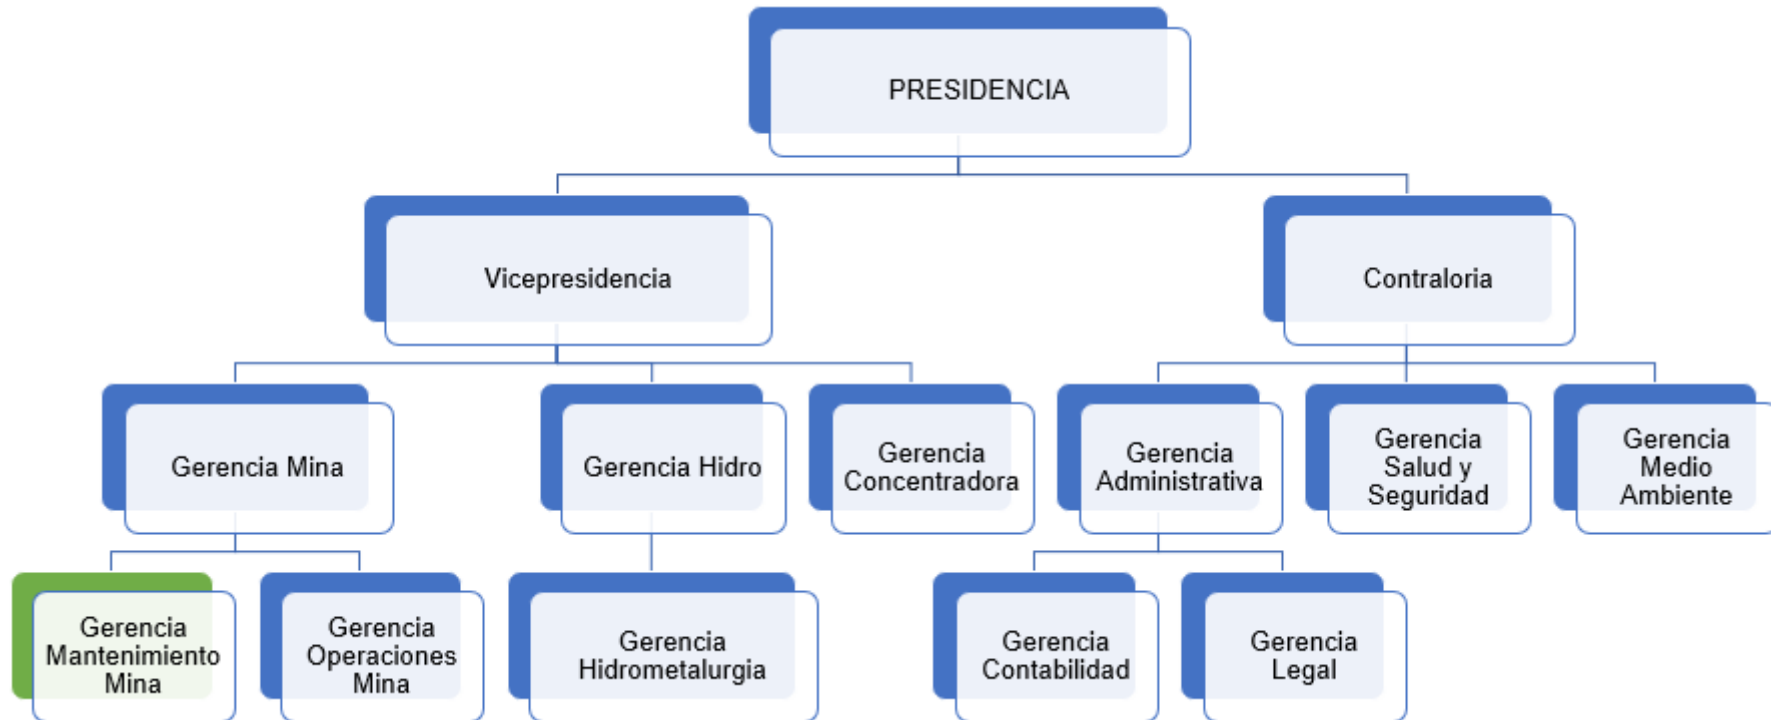 PRESIDENCIA
Vicepresidencia
Contraloria
Gerencia Mina
Gerencia Hidro
Gerencia
Concentradora
Gerencia
Administrativa
Gerencia
Salud y
Seguridad
Gerencia
Medio
Ambiente
Gerencia
Mantenimiento
Mina
Gerencia
Operaciones
Mina
Gerencia
Hidrometalurgia
Gerencia
Contabilidad
Gerencia
Legal